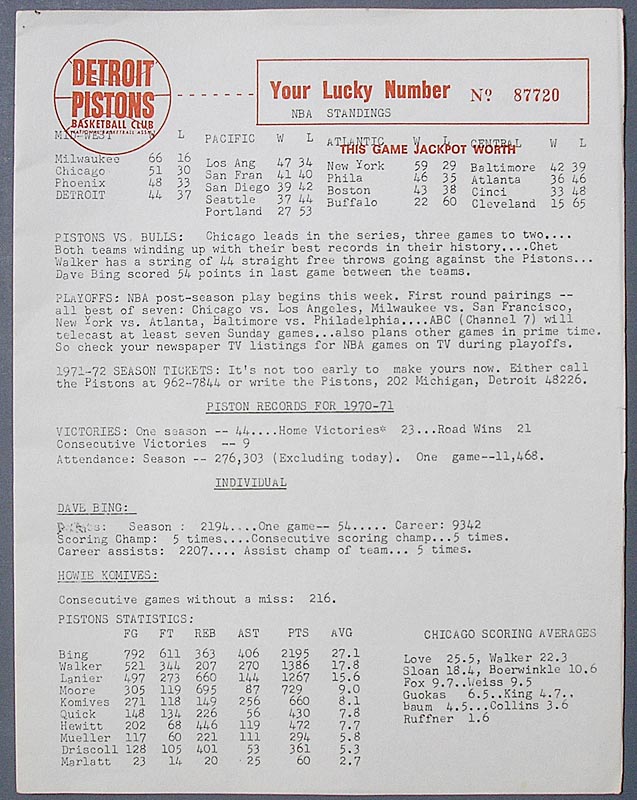 DETROIT
PISTONS
BASKETBALL CLUB
NATIONAL BASKETBALL ASSN.
Your Lucky Number Nº 87720
NBA STANDINGS
THIS GAME JACKPOT WORTH
MID-WEST W L PACIFIC W L ATLANTIC W L CENTRAL W L
Milwaukee 66 16 Los Ang 47 34 New York 59 29 Baltimore 42 39
Chicago 51 30 San Fran 41 40 Phila 46 35 Atlanta 36 46
Phoenix 48 33 San Diego 39 42 Boston 43 38 Cinci 33 48
DETROIT 44 37 Seattle 37 44 Buffalo 22 60 Cleveland 15 65
Portland 27 53
PISTONS VS. BULLS: Chicago leads in the series, three games to two....
Both teams winding up with their best records in their history....Chet
Walker has a string of 44 straight free throws going against the Pistons...
Dave Bing scored 54 points in last game between the teams.
PLAYOFFS: NBA post-season play begins this week. First round pairings --
all best of seven: Chicago vs. Los Angeles, Milwaukee vs. San Francisco,
New York vs. Atlanta, Baltimore vs. Philadelphia....ABC (Channel 7) will
telecast at least seven Sunday games...also plans other games in prime time.
So check your newspaper TV listings for NBA games on TV during playoffs.
1971-72 SEASON TICKETS: It's not too early to make yours now. Either call
the Pistons at 962-7844 or write the Pistons, 202 Michigan, Detroit 48226.
PISTON RECORDS FOR 1970-71
VICTORIES: One season -- 44....Home Victories* 23...Road Wins 21
Consecutive Victories -- 9
Attendance: Season -- 276,303 (Excluding today). One game--11,468.
INDIVIDUAL
DAVE BING:
Points: Season : 2194....One game-- 54..... Career: 9342
Scoring Champ: 5 times....Consecutive scoring champ...5 times.
Career assists: 2207.... Assist champ of team... 5 times.
HOWIE KOMIVES:
Consecutive games without a miss: 216.
PISTONS STATISTICS:
FG FT REB AST PTS AVG
Bing 792 611 363 406 2195 27.1
Walker 521 344 207 270 1386 17.8
Lanier 497 273 660 144 1267 15.6
Moore 305 119 695 87 729 9.0
Komives 271 118 149 256 660 8.1
Quick 148 134 226 56 430 7.8
Hewitt 202 68 446 119 472 7.7
Mueller 117 60 221 111 294 5.8
Driscoll 128 105 401 53 361 5.3
Marlatt 23 14 20 25 60 2.7
CHICAGO SCORING AVERAGES
Love 25.5, Walker 22.3
Sloan 18.4, Boerwinkle 10.6
Fox 9.7..Weiss 9.5
Guokas 6.5..King 4.7..
baum 4.5...Collins 3.6
Ruffner 1.6